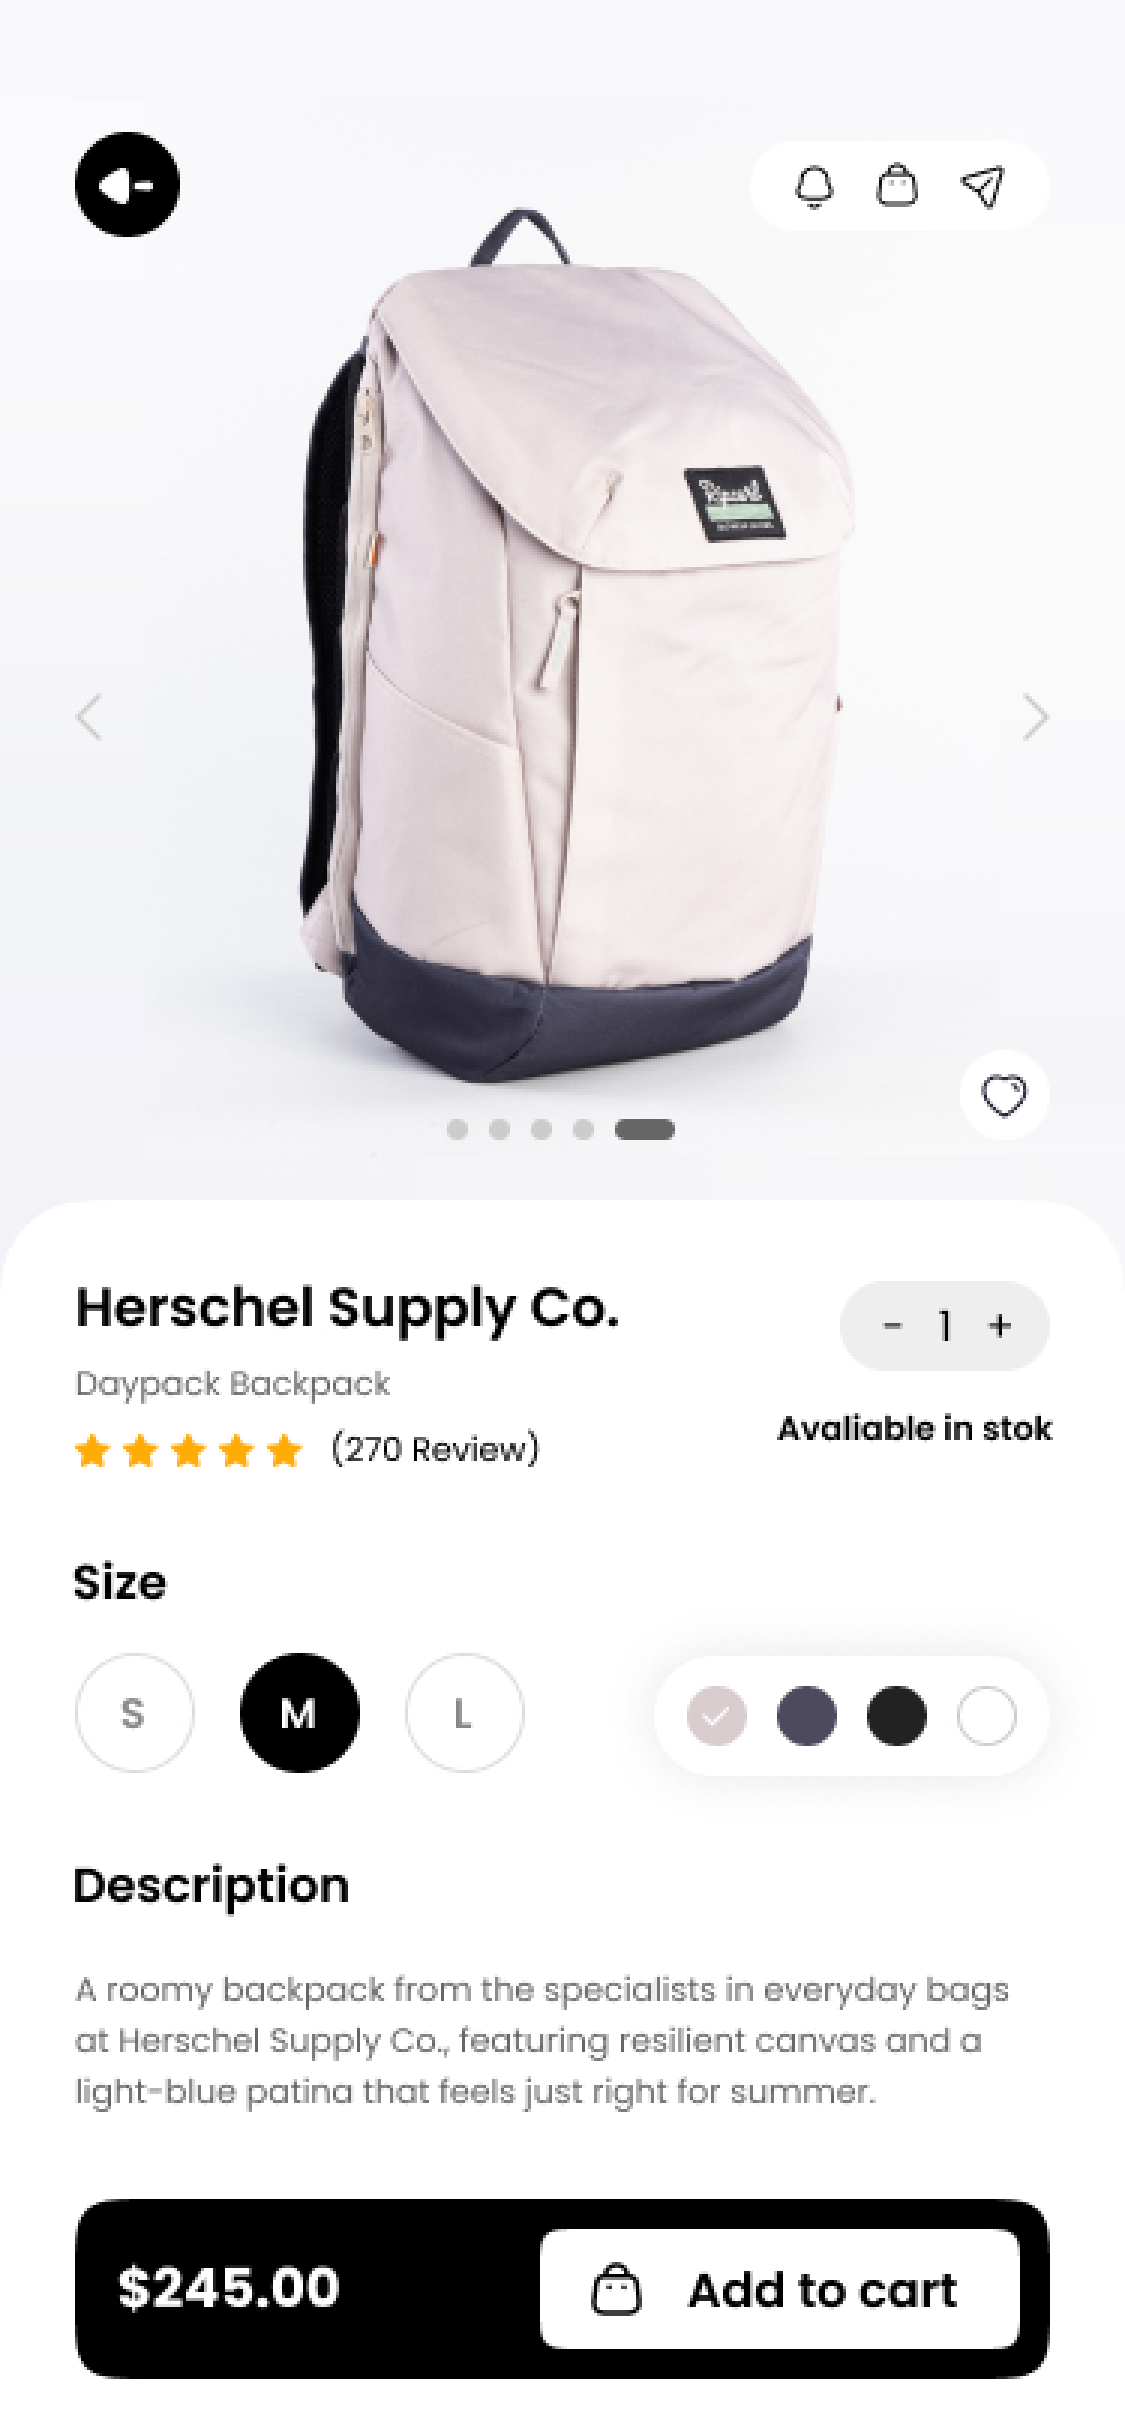 Ripcurl
Herschel Supply Co.
- 1 +
Daypack Backpack
Avaliable in stok
(270 Review)
Size
S M L
Description
A roomy backpack from the specialists in everyday bags
at Herschel Supply Co., featuring resilient canvas and a
light-blue patina that feels just right for summer.
$245.00
Add to cart